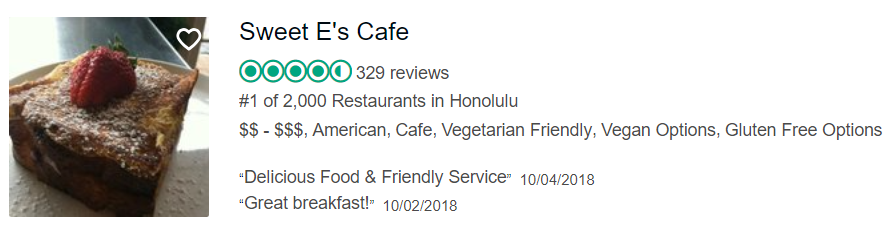 Sweet E's Cafe
329 reviews
#1 of 2,000 Restaurants in Honolulu
$$ - $$$, American, Cafe, Vegetarian Friendly, Vegan Options, Gluten Free Options
“Delicious Food & Friendly Service” 10/04/2018
“Great breakfast!” 10/02/2018